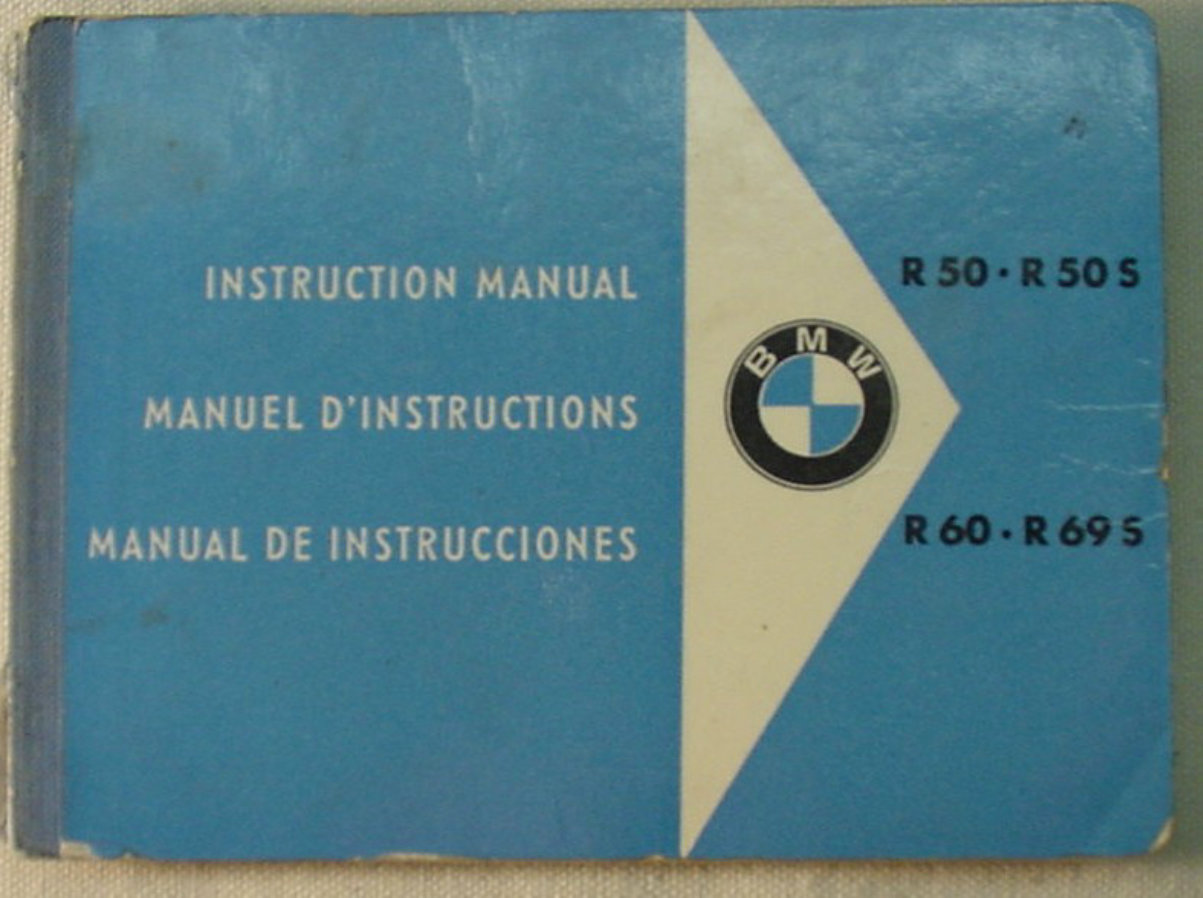 INSTRUCTION MANUAL
MANUEL D'INSTRUCTIONS
MANUAL DE INSTRUCCIONES
BMW
R 50 · R 50 S
R 60 · R 69 S